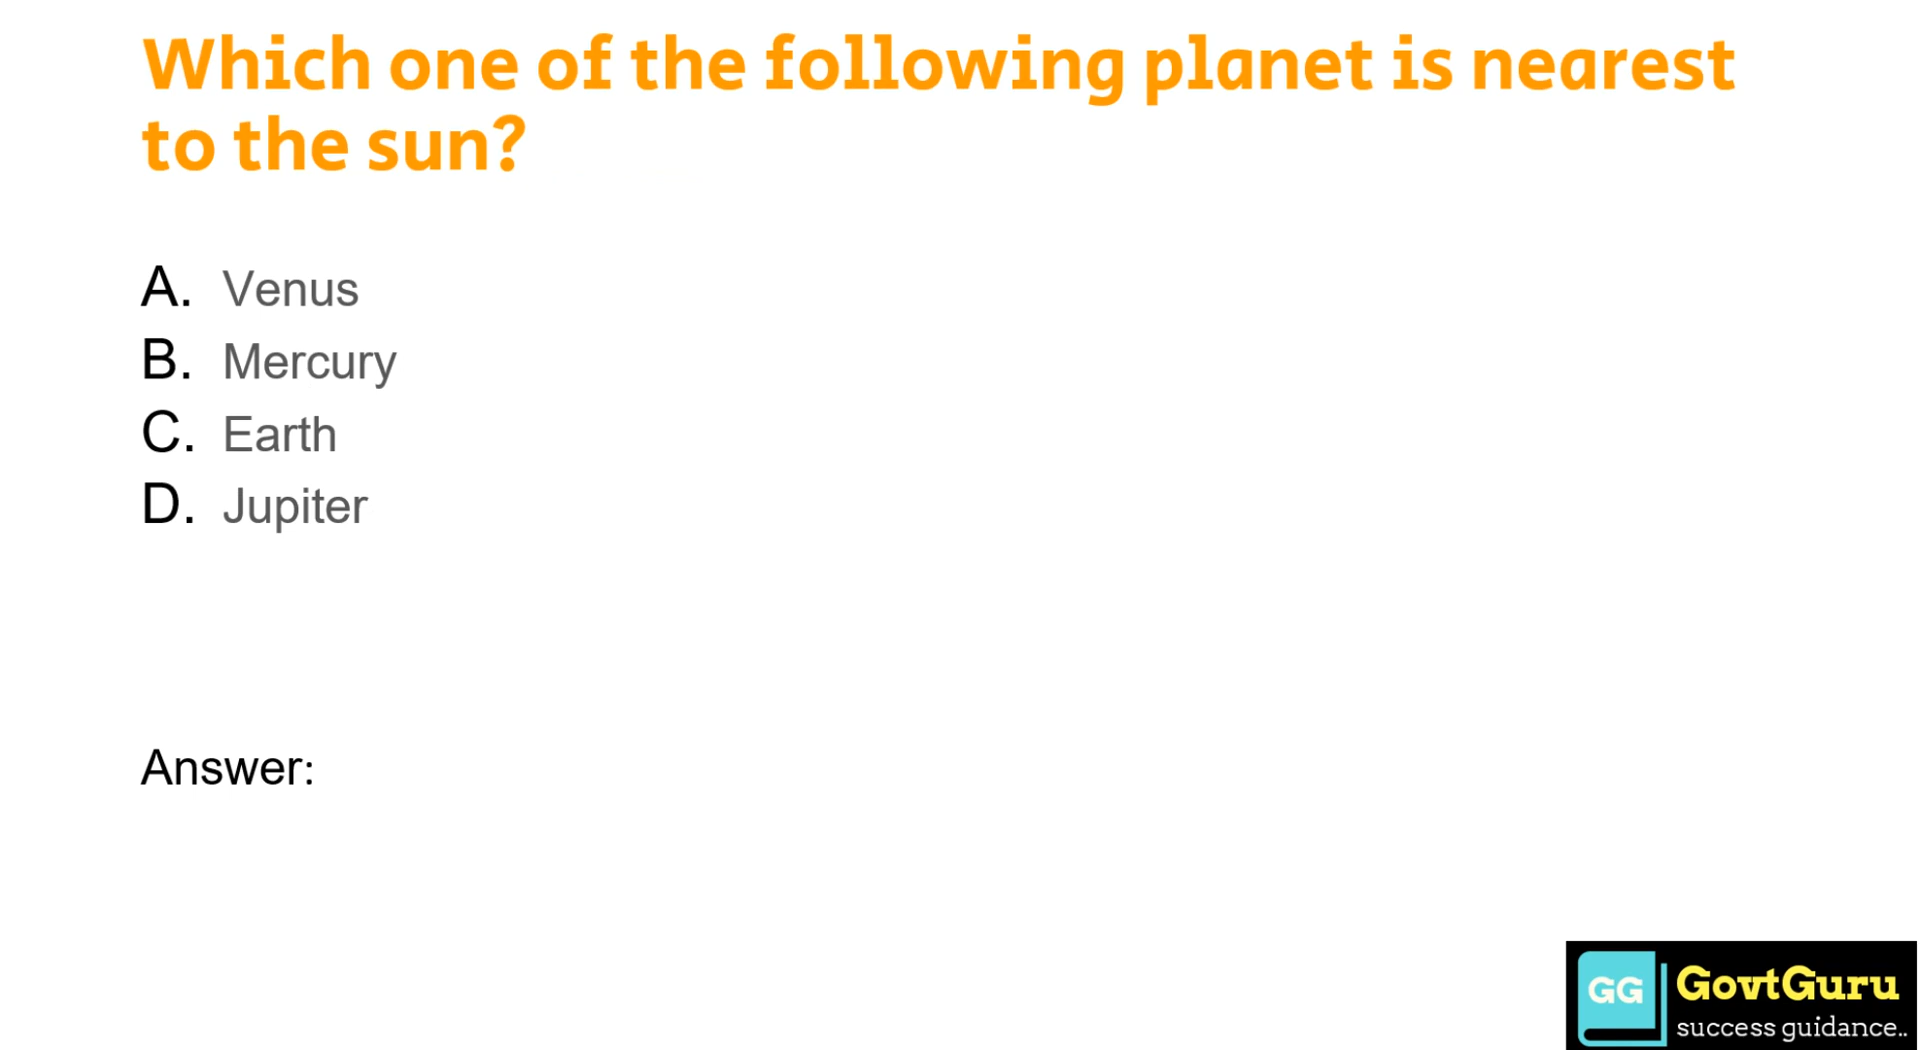 Which one of the following planet is nearest
to the sun?
A. Venus
B. Mercury
C. Earth
D. Jupiter
Answer:
GG
GovtGuru
success guidance..